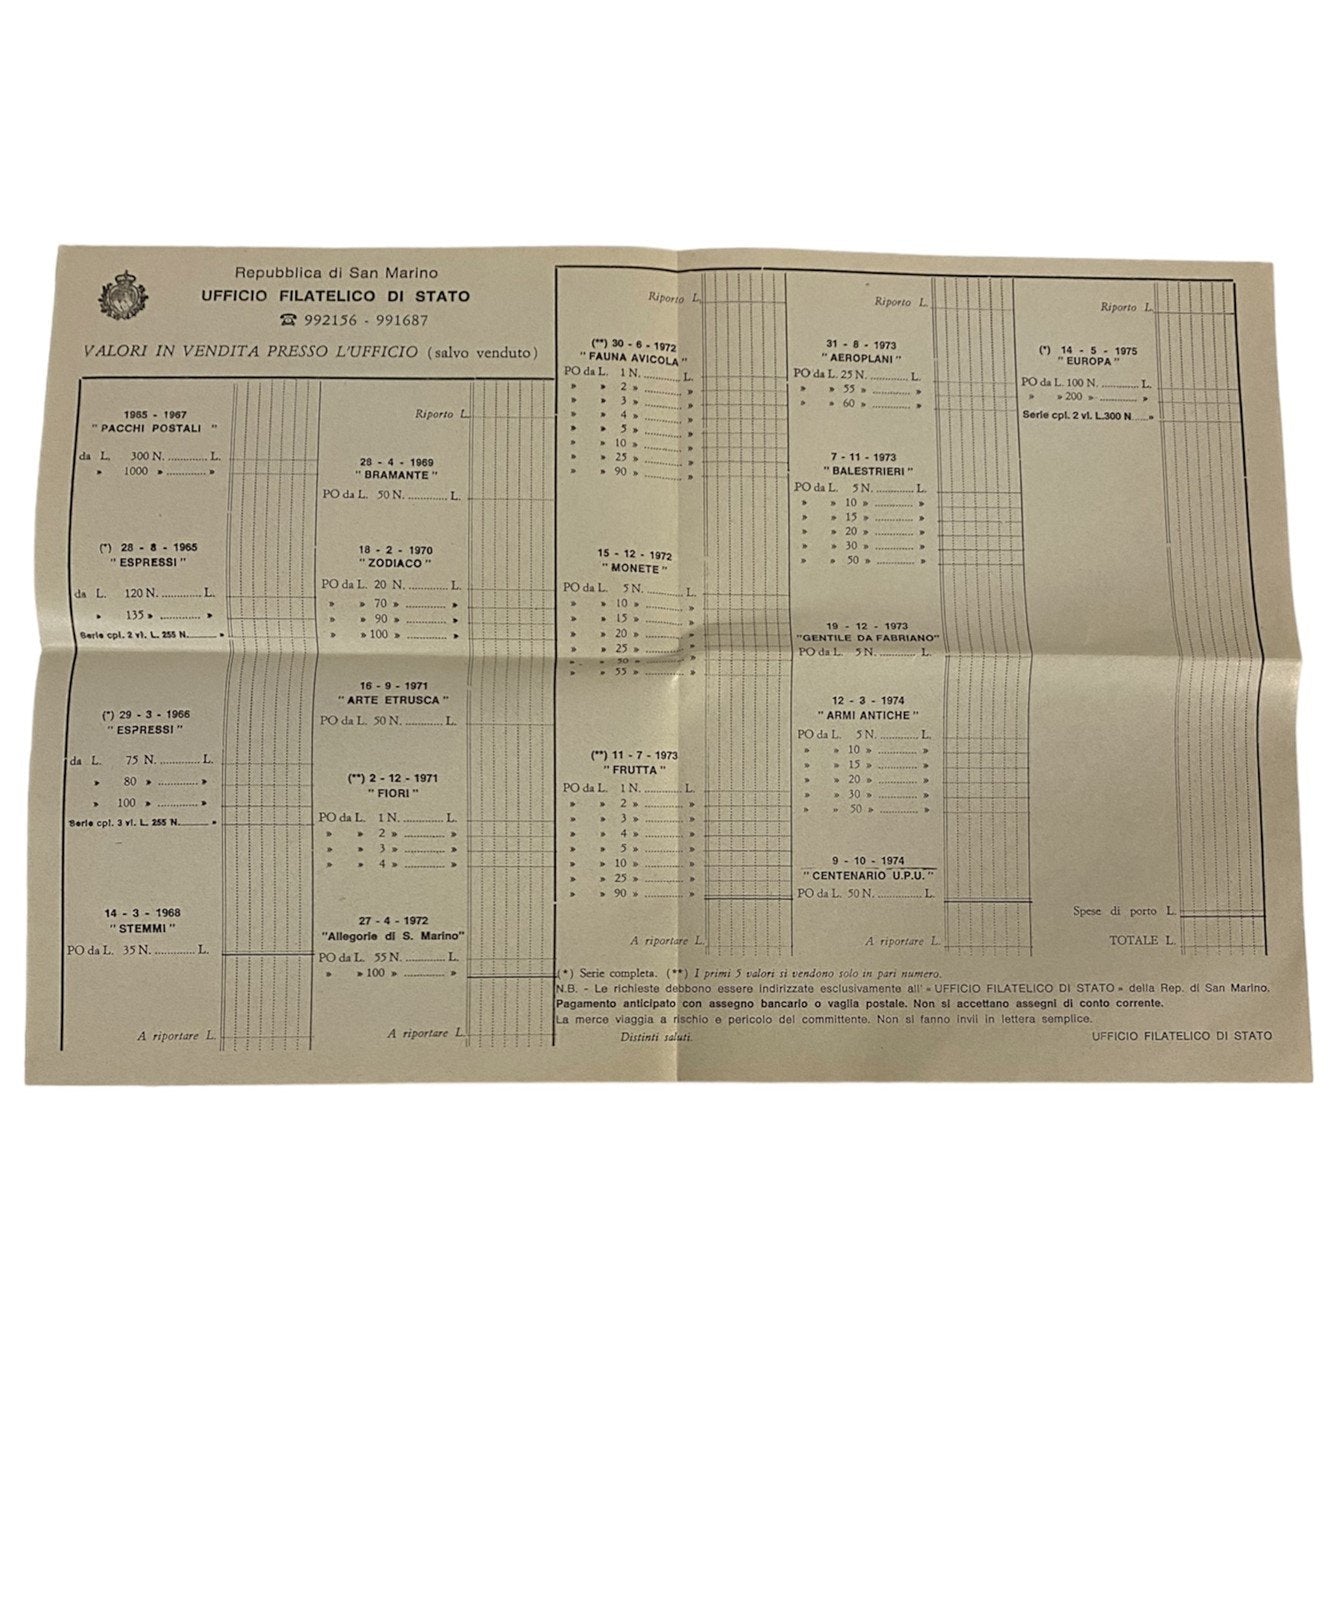 Repubblica di San Marino
UFFICIO FILATELICO DI STATO
☎ 992156 - 991687
VALORI IN VENDITA PRESSO L'UFFICIO (salvo venduto)
1965 - 1967
" PACCHI POSTALI "
da L. 300 N. ............ L.
» 1000 » ............ »
(*) 28 - 8 - 1965
" ESPRESSI "
da L. 120 N. ............ L.
» 135 » ............ »
Serie cpl. 2 vl. L. 255 N. ............ »
(*) 29 - 3 - 1966
" ESPRESSI "
da L. 75 N. ............ L.
» 80 » ............ »
» 100 » ............ »
Serie cpl. 3 vl. L. 255 N. ............ »
14 - 3 - 1968
" STEMMI "
PO da L. 35 N. ............ L.
A riportare L.
Riporto L.
28 - 4 - 1969
" BRAMANTE "
PO da L. 50 N. ............ L.
18 - 2 - 1970
" ZODIACO "
PO da L. 20 N. ............ L.
» » 70 » ............ »
» » 90 » ............ »
» » 100 » ............ »
16 - 9 - 1971
" ARTE ETRUSCA "
PO da L. 50 N. ............ L.
(**) 2 - 12 - 1971
" FIORI "
PO da L. 1 N. ............ L.
» » 2 » ............ »
» » 3 » ............ »
» » 4 » ............ »
27 - 4 - 1972
"Allegorie di S. Marino"
PO da L. 55 N. ............ L.
» » 100 » ............ »
A riportare L.
Riporto L.
(**) 30 - 6 - 1972
" FAUNA AVICOLA "
PO da L. 1 N. ............ L.
» » 2 » ............ »
» » 3 » ............ »
» » 4 » ............ »
» » 5 » ............ »
» » 10 » ............ »
» » 25 » ............ »
» » 90 » ............ »
15 - 12 - 1972
" MONETE "
PO da L. 5 N. ............ L.
» » 10 » ............ »
» » 15 » ............ »
» » 20 » ............ »
» » 25 » ............ »
» » 50 » ............ »
» » 55 » ............ »
(**) 11 - 7 - 1973
" FRUTTA "
PO da L. 1 N. ............ L.
» » 2 » ............ »
» » 3 » ............ »
» » 4 » ............ »
» » 5 » ............ »
» » 10 » ............ »
» » 25 » ............ »
» » 90 » ............ »
A riportare L.
Riporto L.
31 - 8 - 1973
" AEROPLANI "
PO da L. 25 N. ............ L.
» » 55 » ............ »
» » 60 » ............ »
7 - 11 - 1973
" BALESTRIERI "
PO da L. 5 N. ............ L.
» » 10 » ............ »
» » 15 » ............ »
» » 20 » ............ »
» » 30 » ............ »
» » 50 » ............ »
19 - 12 - 1973
"GENTILE DA FABRIANO"
PO da L. 5 N. ............ L.
12 - 3 - 1974
" ARMI ANTICHE "
PO da L. 5 N. ............ L.
» » 10 » ............ »
» » 15 » ............ »
» » 20 » ............ »
» » 30 » ............ »
» » 50 » ............ »
9 - 10 - 1974
" CENTENARIO U.P.U. "
PO da L. 50 N. ............ L.
A riportare L.
Riporto L.
(*) 14 - 5 - 1975
" EUROPA "
PO da L. 100 N. ............ L.
» » 200 » ............ »
Serie cpl. 2 vl. L.300 N. ...... »
Spese di porto L.
TOTALE L.
(*) Serie completa. (**) I primi 5 valori si vendono solo in pari numero.
N.B. - Le richieste debbono essere indirizzate esclusivamente all' « UFFICIO FILATELICO DI STATO » della Rep. di San Marino.
Pagamento anticipato con assegno bancario o vaglia postale. Non si accettano assegni di conto corrente.
La merce viaggia a rischio e pericolo del committente. Non si fanno invii in lettera semplice.
Distinti saluti.
UFFICIO FILATELICO DI STATO